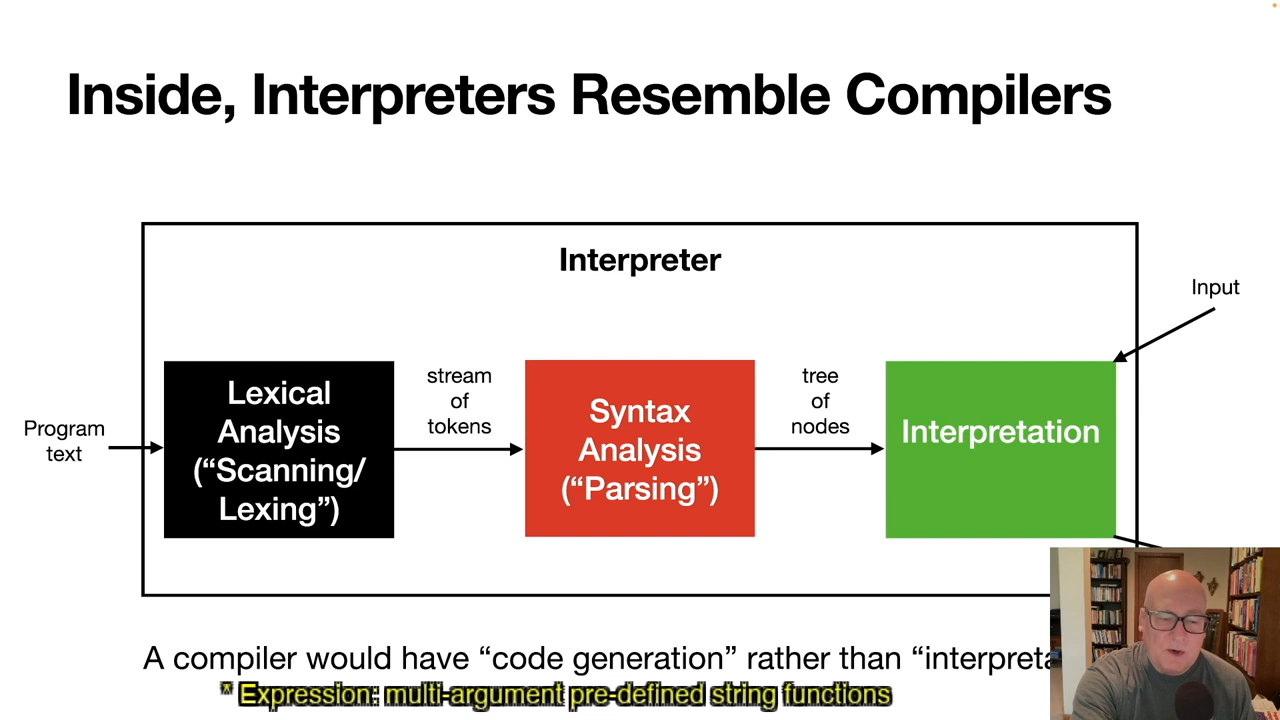 Inside, Interpreters Resemble Compilers
Interpreter
Input
Program
text
Lexical
Analysis
(“Scanning/
Lexing”)
stream
of
tokens
Syntax
Analysis
(“Parsing”)
tree
of
nodes
Interpretation
A compiler would have “code generation” rather than “interpreta
* Expression: multi-argument pre-defined string functions